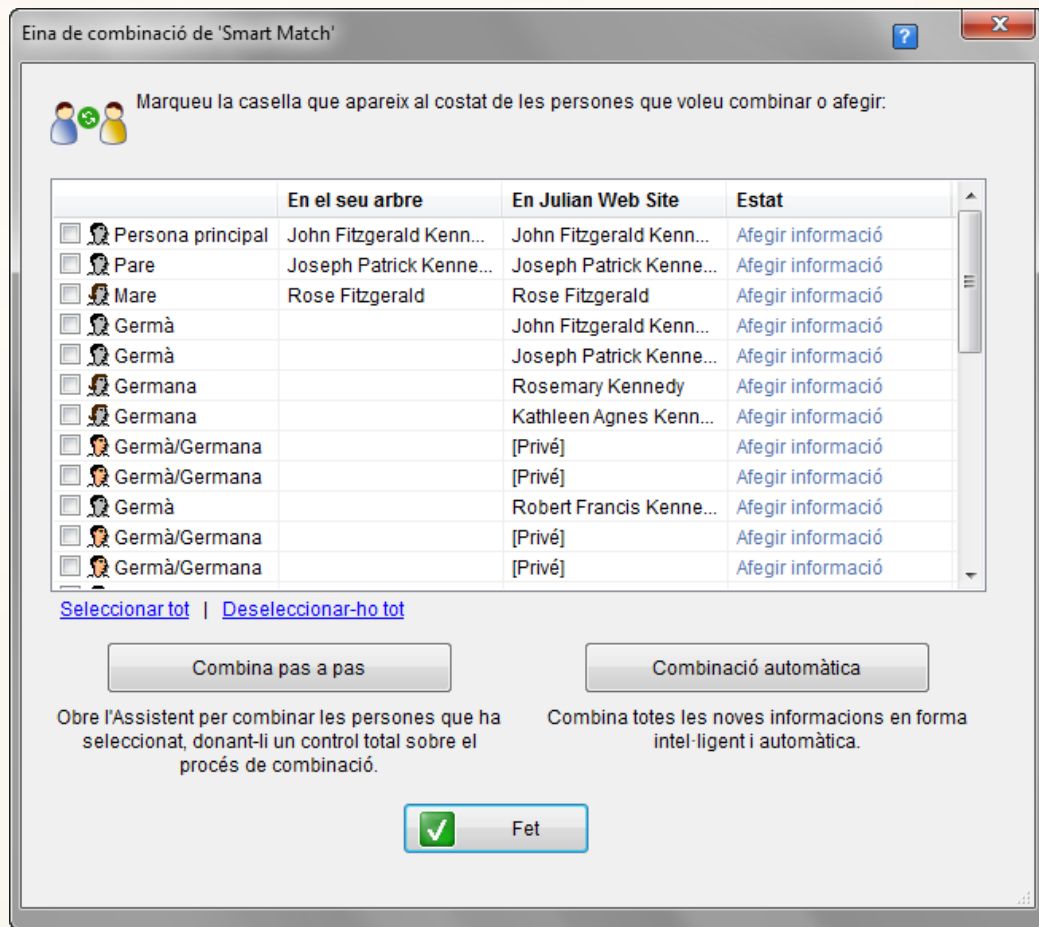 Eina de combinació de 'Smart Match'
Marqueu la casella que apareix al costat de les persones que voleu combinar o afegir:
En el seu arbre En Julian Web Site Estat
Persona principal John Fitzgerald Kenn... John Fitzgerald Kenn... Afegir informació
Pare Joseph Patrick Kenne... Joseph Patrick Kenne... Afegir informació
Mare Rose Fitzgerald Rose Fitzgerald Afegir informació
Germà John Fitzgerald Kenn... Afegir informació
Germà Joseph Patrick Kenne... Afegir informació
Germana Rosemary Kennedy Afegir informació
Germana Kathleen Agnes Kenn... Afegir informació
Germà/Germana [Privé] Afegir informació
Germà/Germana [Privé] Afegir informació
Germà Robert Francis Kenne... Afegir informació
Germà/Germana [Privé] Afegir informació
Germà/Germana [Privé] Afegir informació
Seleccionar tot | Deseleccionar-ho tot
Combina pas a pas
Obre l'Assistent per combinar les persones que ha
seleccionat, donant-li un control total sobre el
procés de combinació.
Combinació automàtica
Combina totes les noves informacions en forma
intel·ligent i automàtica.
Fet